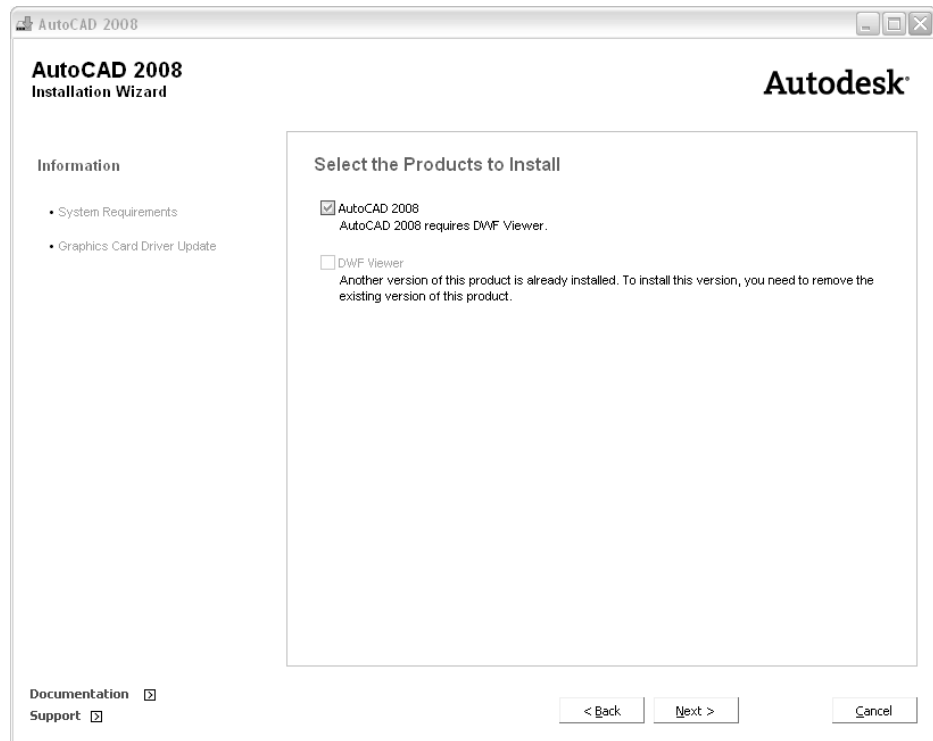 AutoCAD 2008
AutoCAD 2008
Installation Wizard
Autodesk
Information
• System Requirements
• Graphics Card Driver Update
Select the Products to Install
AutoCAD 2008
AutoCAD 2008 requires DWF Viewer.
DWF Viewer
Another version of this product is already installed. To install this version, you need to remove the
existing version of this product.
Documentation
Support
< Back
Next >
Cancel